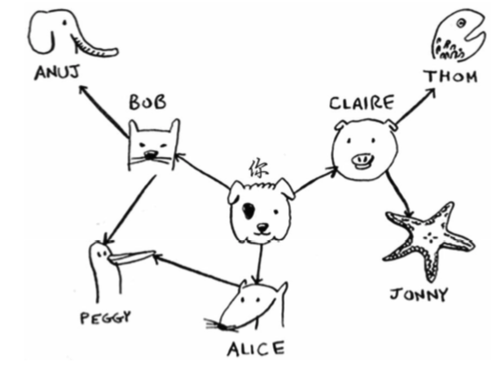 ANUJ
THOM
BOB
CLAIRE
你
PEGGY
JONNY
ALICE